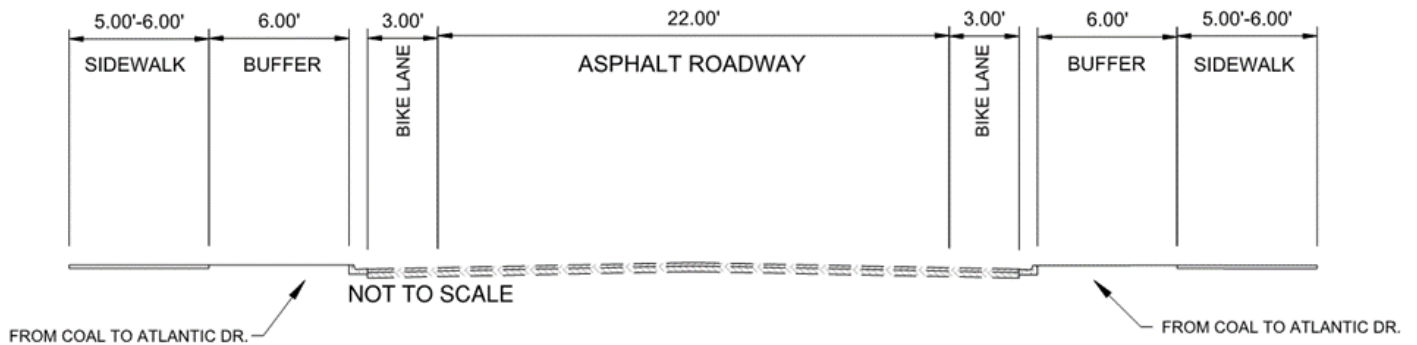 5.00'-6.00' 6.00' 3.00' 22.00' 3.00' 6.00' 5.00'-6.00'
SIDEWALK BUFFER BIKE LANE ASPHALT ROADWAY BIKE LANE BUFFER SIDEWALK
NOT TO SCALE
FROM COAL TO ATLANTIC DR. FROM COAL TO ATLANTIC DR.